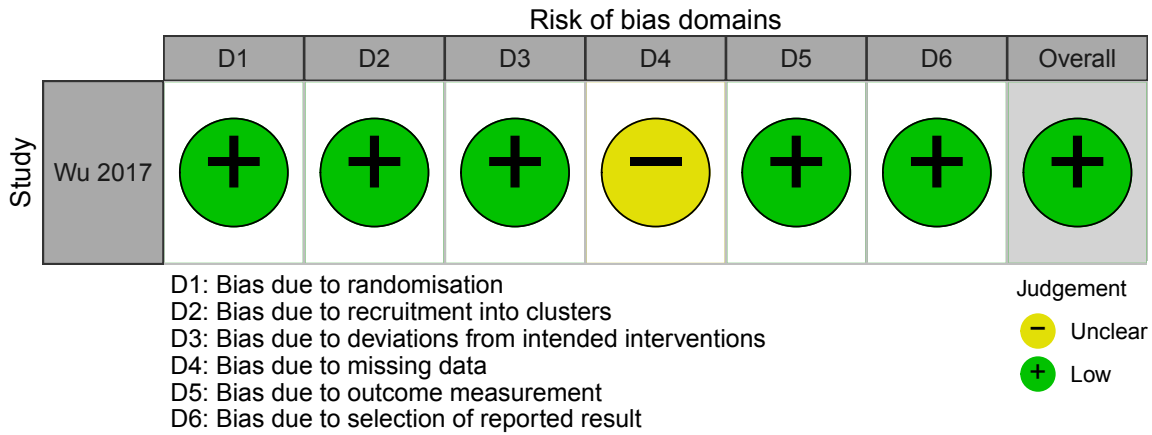 Risk of bias domains
D1 D2 D3 D4 D5 D6 Overall
Study
Wu 2017
D1: Bias due to randomisation
D2: Bias due to recruitment into clusters
D3: Bias due to deviations from intended interventions
D4: Bias due to missing data
D5: Bias due to outcome measurement
D6: Bias due to selection of reported result
Judgement
Unclear
Low